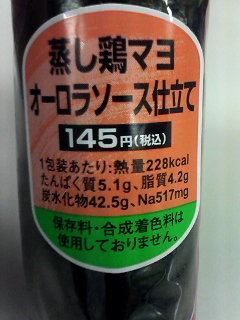 蒸し鶏マヨ
オーロラソース仕立て
145円(税込)
1包装あたり:熱量228kcal
たんぱく質5.1g、脂質4.2g
炭水化物42.5g、Na517mg
保存料・合成着色料は
使用しておりません。